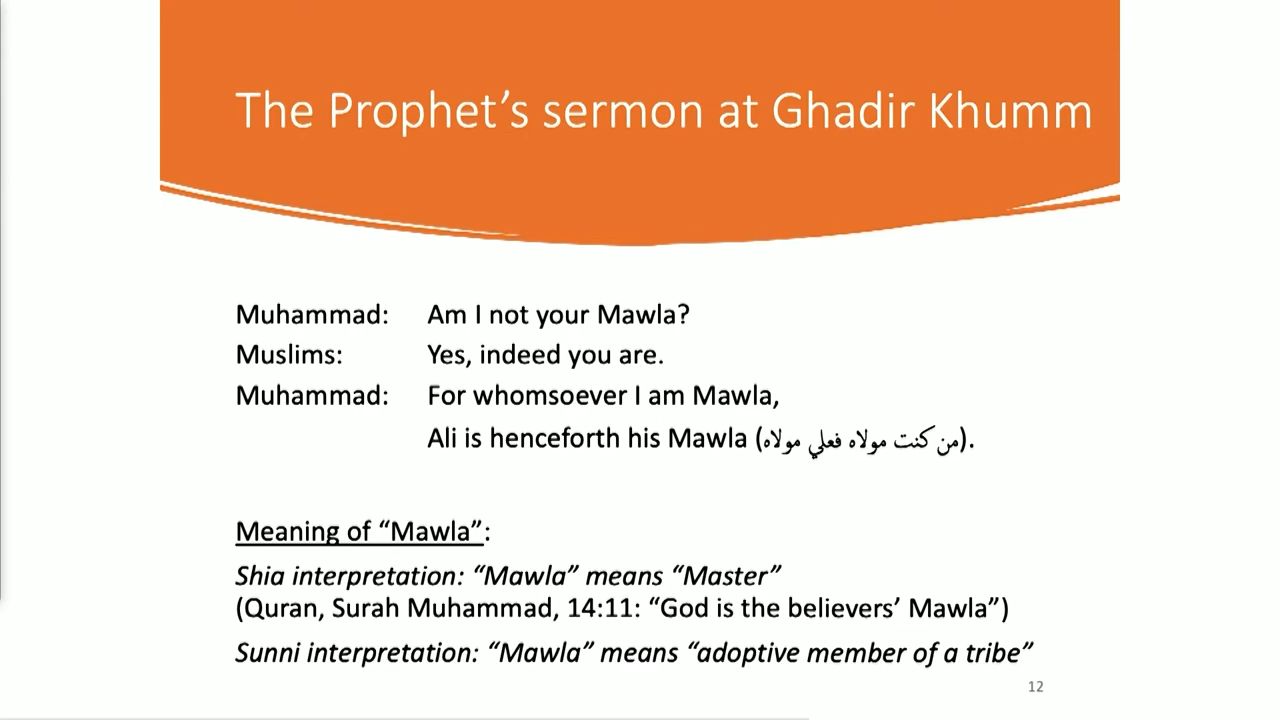 The Prophet’s sermon at Ghadir Khumm
Muhammad: Am I not your Mawla?
Muslims: Yes, indeed you are.
Muhammad: For whomsoever I am Mawla,
Ali is henceforth his Mawla (من كنت مولاه فعلي مولاه).
Meaning of “Mawla”:
Shia interpretation: “Mawla” means “Master”
(Quran, Surah Muhammad, 14:11: “God is the believers’ Mawla”)
Sunni interpretation: “Mawla” means “adoptive member of a tribe”
12